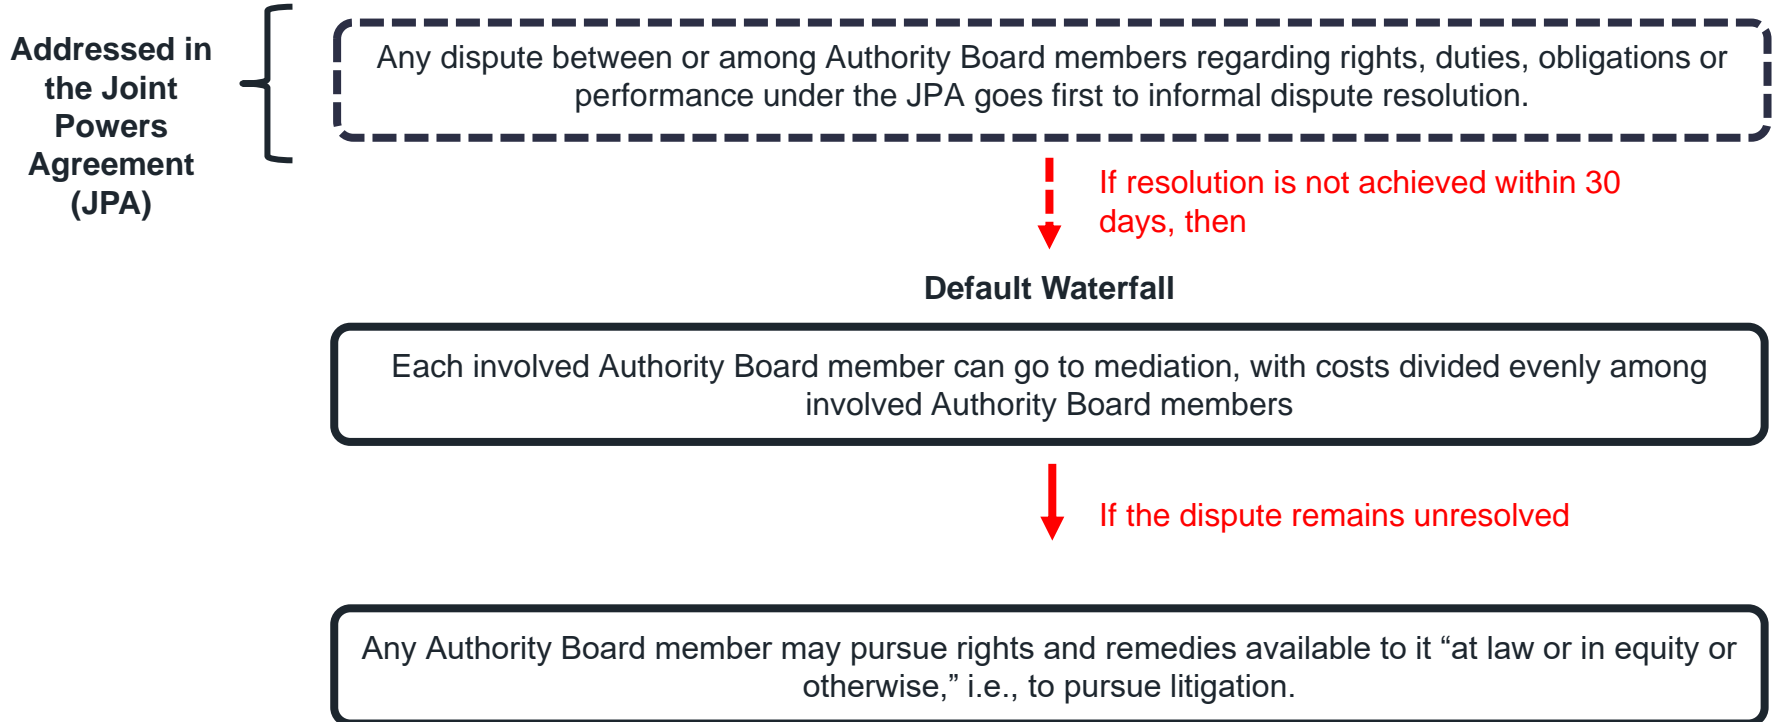 Addressed in
the Joint
Powers
Agreement
(JPA)
Any dispute between or among Authority Board members regarding rights, duties, obligations or
performance under the JPA goes first to informal dispute resolution.
If resolution is not achieved within 30
days, then
Default Waterfall
Each involved Authority Board member can go to mediation, with costs divided evenly among
involved Authority Board members
If the dispute remains unresolved
Any Authority Board member may pursue rights and remedies available to it “at law or in equity or
otherwise,” i.e., to pursue litigation.